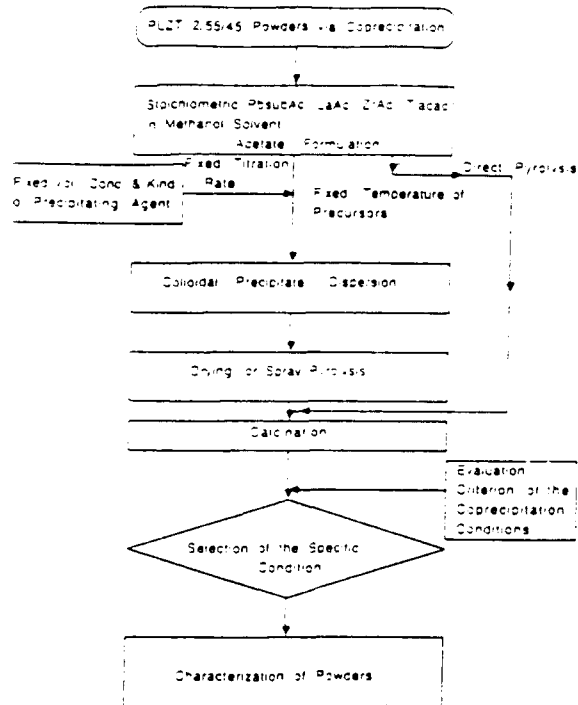 PLZT 2/55/45 Powders via Coprecipitation
Stoichiometric PbsubAc LaAc ZrAc Tiacac
in Methanol Solvent
Acetate Formulation
Fixed Titration
Rate
Direct Pyrolysis
Fixed Vol Conc & Kind
of Precipitating Agent
Fixed Temperature of
Precursors
Colloidal Precipitate Dispersion
Drying or Spray Pyrolysis
Calcination
Evaluation
Criterion of the
Coprecipitation
Conditions
Selection of the Specific
Condition
Characterization of Powders